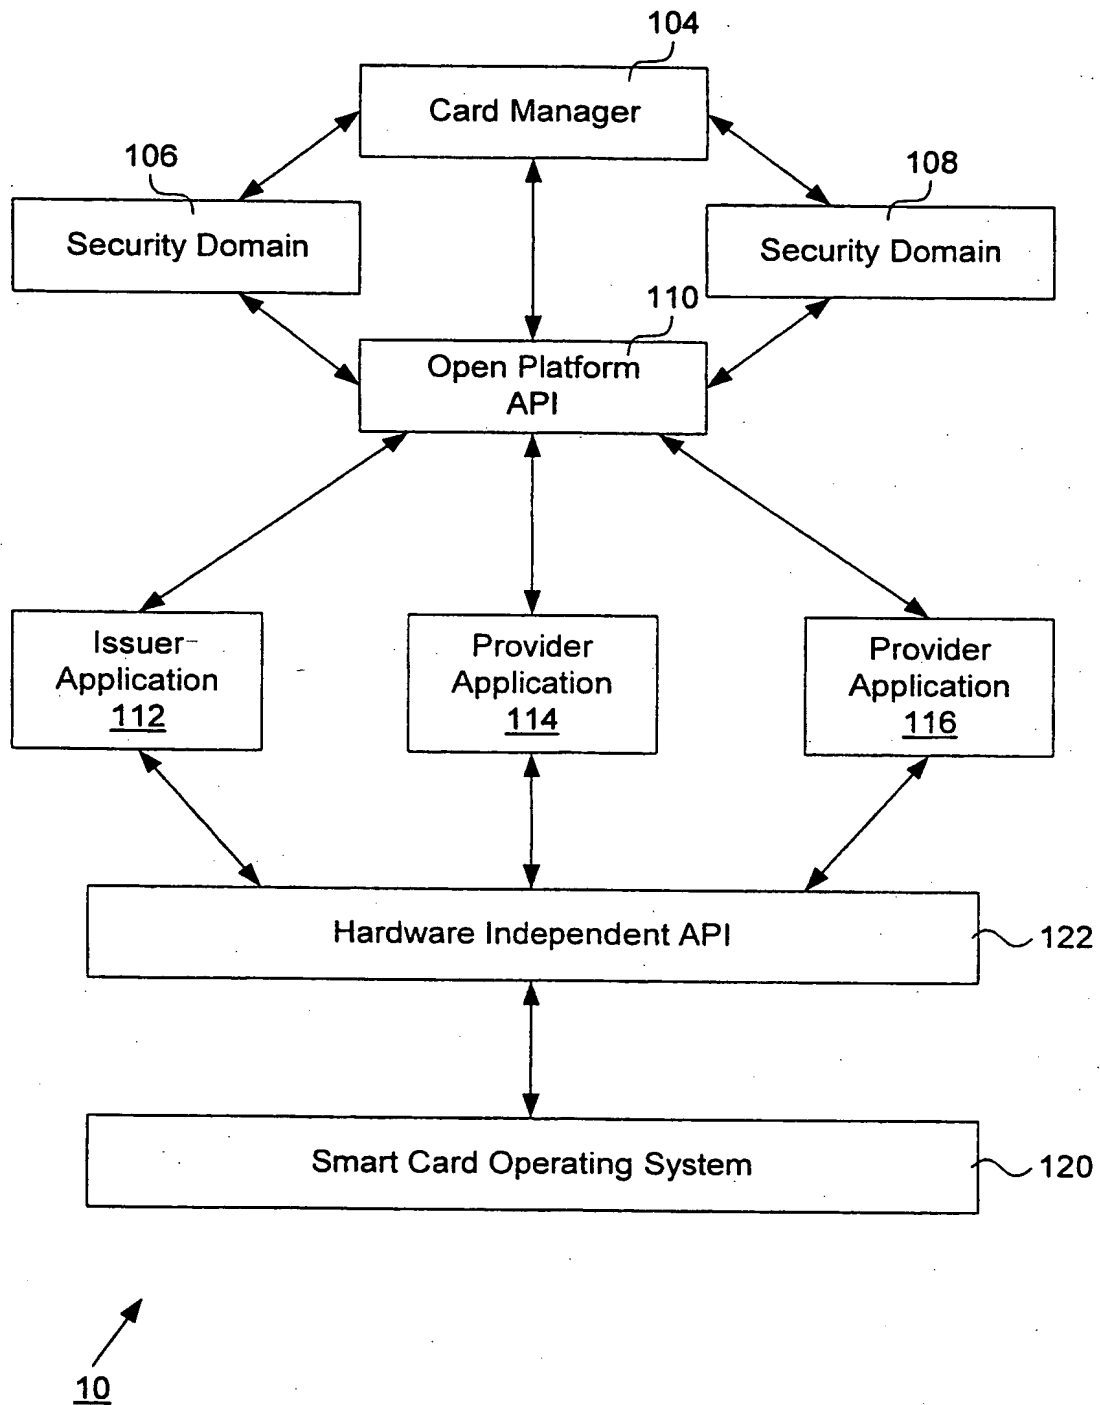 104
Card Manager
106
Security Domain
108
Security Domain
110
Open Platform
API
Issuer
Application
112
Provider
Application
114
Provider
Application
116
Hardware Independent API
122
Smart Card Operating System
120
10